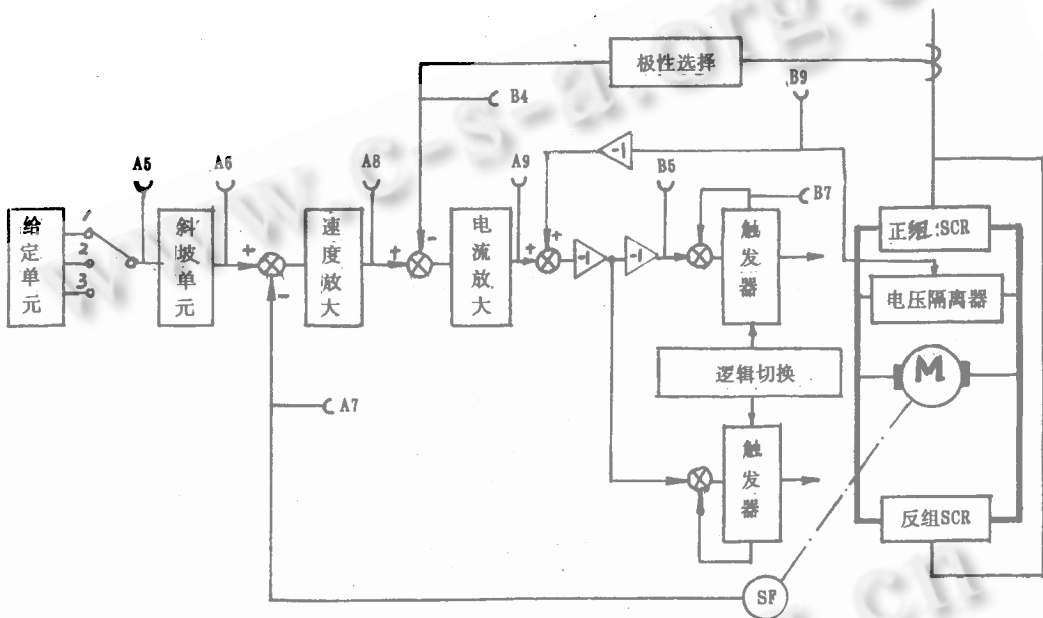 极性选择
B9
B4
-1
A5
A6
A8
A9
B5
B7
给定单元
1
2
3
斜坡单元
+
-
速度放大
+
-
电流放大
+
+
-1
-1
触发器
正组SCR
电压隔离器
逻辑切换
M
A7
触发器
反组SCR
SF
www.c-s-a.org.cn